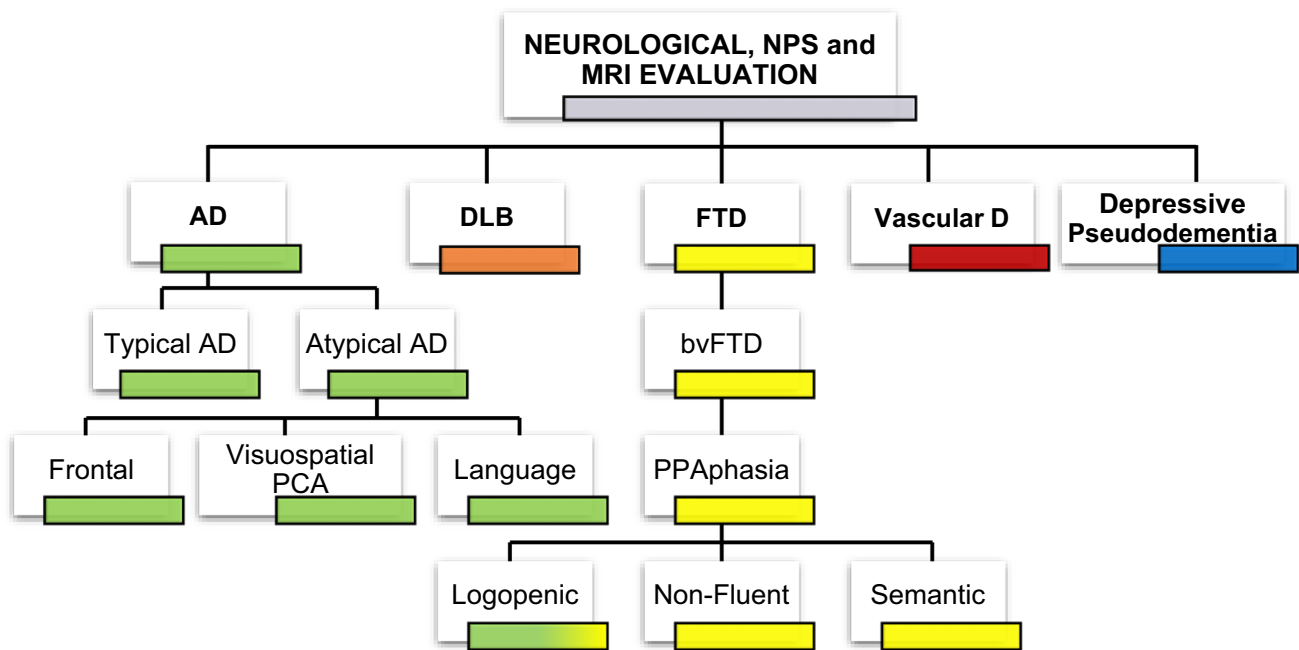 NEUROLOGICAL, NPS and
MRI EVALUATION
AD
DLB
FTD
Vascular D
Depressive
Pseudodementia
Typical AD
Atypical AD
bvFTD
Frontal
Visuospatial
PCA
Language
PPAphasia
Logopenic
Non-Fluent
Semantic